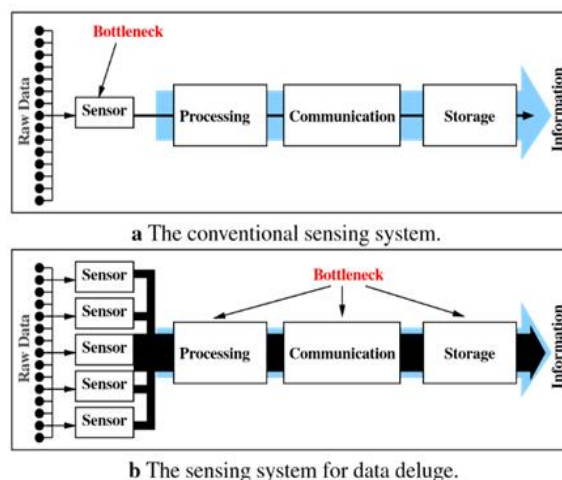 Bottleneck
Raw Data
Sensor
Processing
Communication
Storage
Information
a The conventional sensing system.
Sensor
Sensor
Sensor
Sensor
Sensor
Raw Data
Bottleneck
Processing
Communication
Storage
Information
b The sensing system for data deluge.